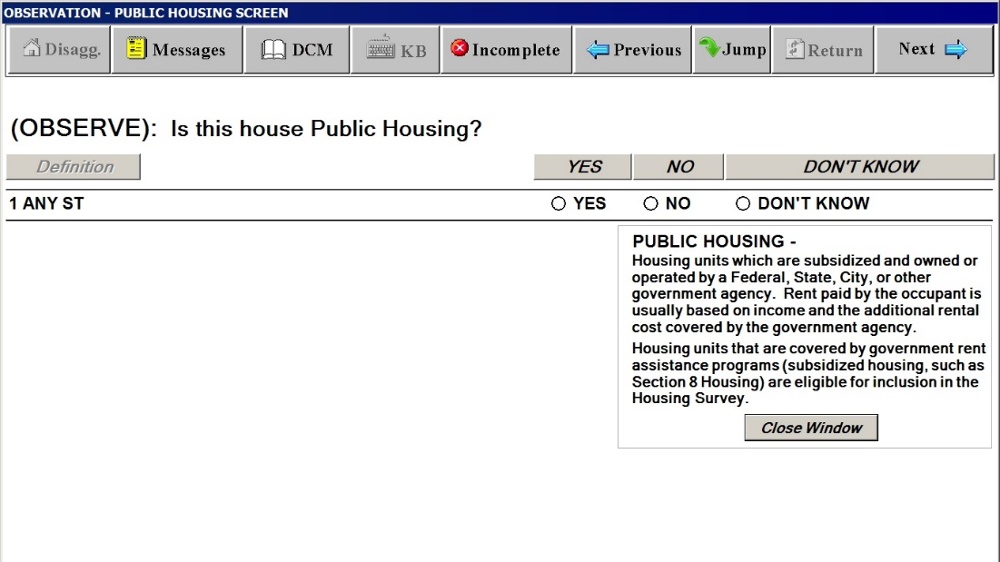 OBSERVATION - PUBLIC HOUSING SCREEN
Disagg. Messages DCM KB Incomplete Previous Jump Return Next
(OBSERVE): Is this house Public Housing?
Definition YES NO DON'T KNOW
1 ANY ST YES NO DON'T KNOW
PUBLIC HOUSING -
Housing units which are subsidized and owned or
operated by a Federal, State, City, or other
government agency. Rent paid by the occupant is
usually based on income and the additional rental
cost covered by the government agency.
Housing units that are covered by government rent
assistance programs (subsidized housing, such as
Section 8 Housing) are eligible for inclusion in the
Housing Survey.
Close Window